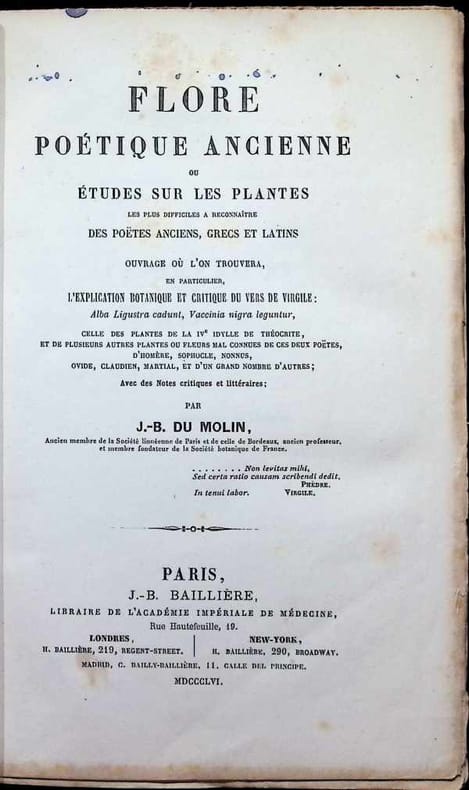 FLORE
POÉTIQUE ANCIENNE
OU
ÉTUDES SUR LES PLANTES
LES PLUS DIFFICILES A RECONNAÎTRE
DES POËTES ANCIENS, GRECS ET LATINS
OUVRAGE OÙ L'ON TROUVERA,
EN PARTICULIER,
L'EXPLICATION BOTANIQUE ET CRITIQUE DU VERS DE VIRGILE:
Alba Ligustra cadunt, Vaccinia nigra leguntur,
CELLE DES PLANTES DE LA IVe IDYLLE DE THÉOCRITE,
ET DE PLUSIEURS AUTRES PLANTES OU FLEURS MAL CONNUES DE CES DEUX POËTES,
D'HOMÈRE, SOPHOCLE, NONNUS,
OVIDE, CLAUDIEN, MARTIAL, ET D'UN GRAND NOMBRE D'AUTRES;
Avec des Notes critiques et littéraires;
PAR
J.-B. DU MOLIN,
Ancien membre de la Société linnéenne de Paris et de celle de Bordeaux, ancien professeur,
et membre fondateur de la Société botanique de France.
. . . . . . . . Non levitas mihi,
Sed certa ratio causam scribendi dedit.
PHÈDRE.
In tenui labor. VIRGILE.
PARIS,
J.-B. BAILLIÈRE,
LIBRAIRE DE L'ACADÉMIE IMPÉRIALE DE MÉDECINE,
Rue Hautefeuille, 19.
LONDRES,
H. BAILLIÈRE, 219, REGENT-STREET.
NEW-YORK,
H. BAILLIÈRE, 290, BROADWAY.
MADRID, C. BAILLY-BAILLIÈRE, 11, CALLE DEL PRINCIPE.
MDCCCLVI.